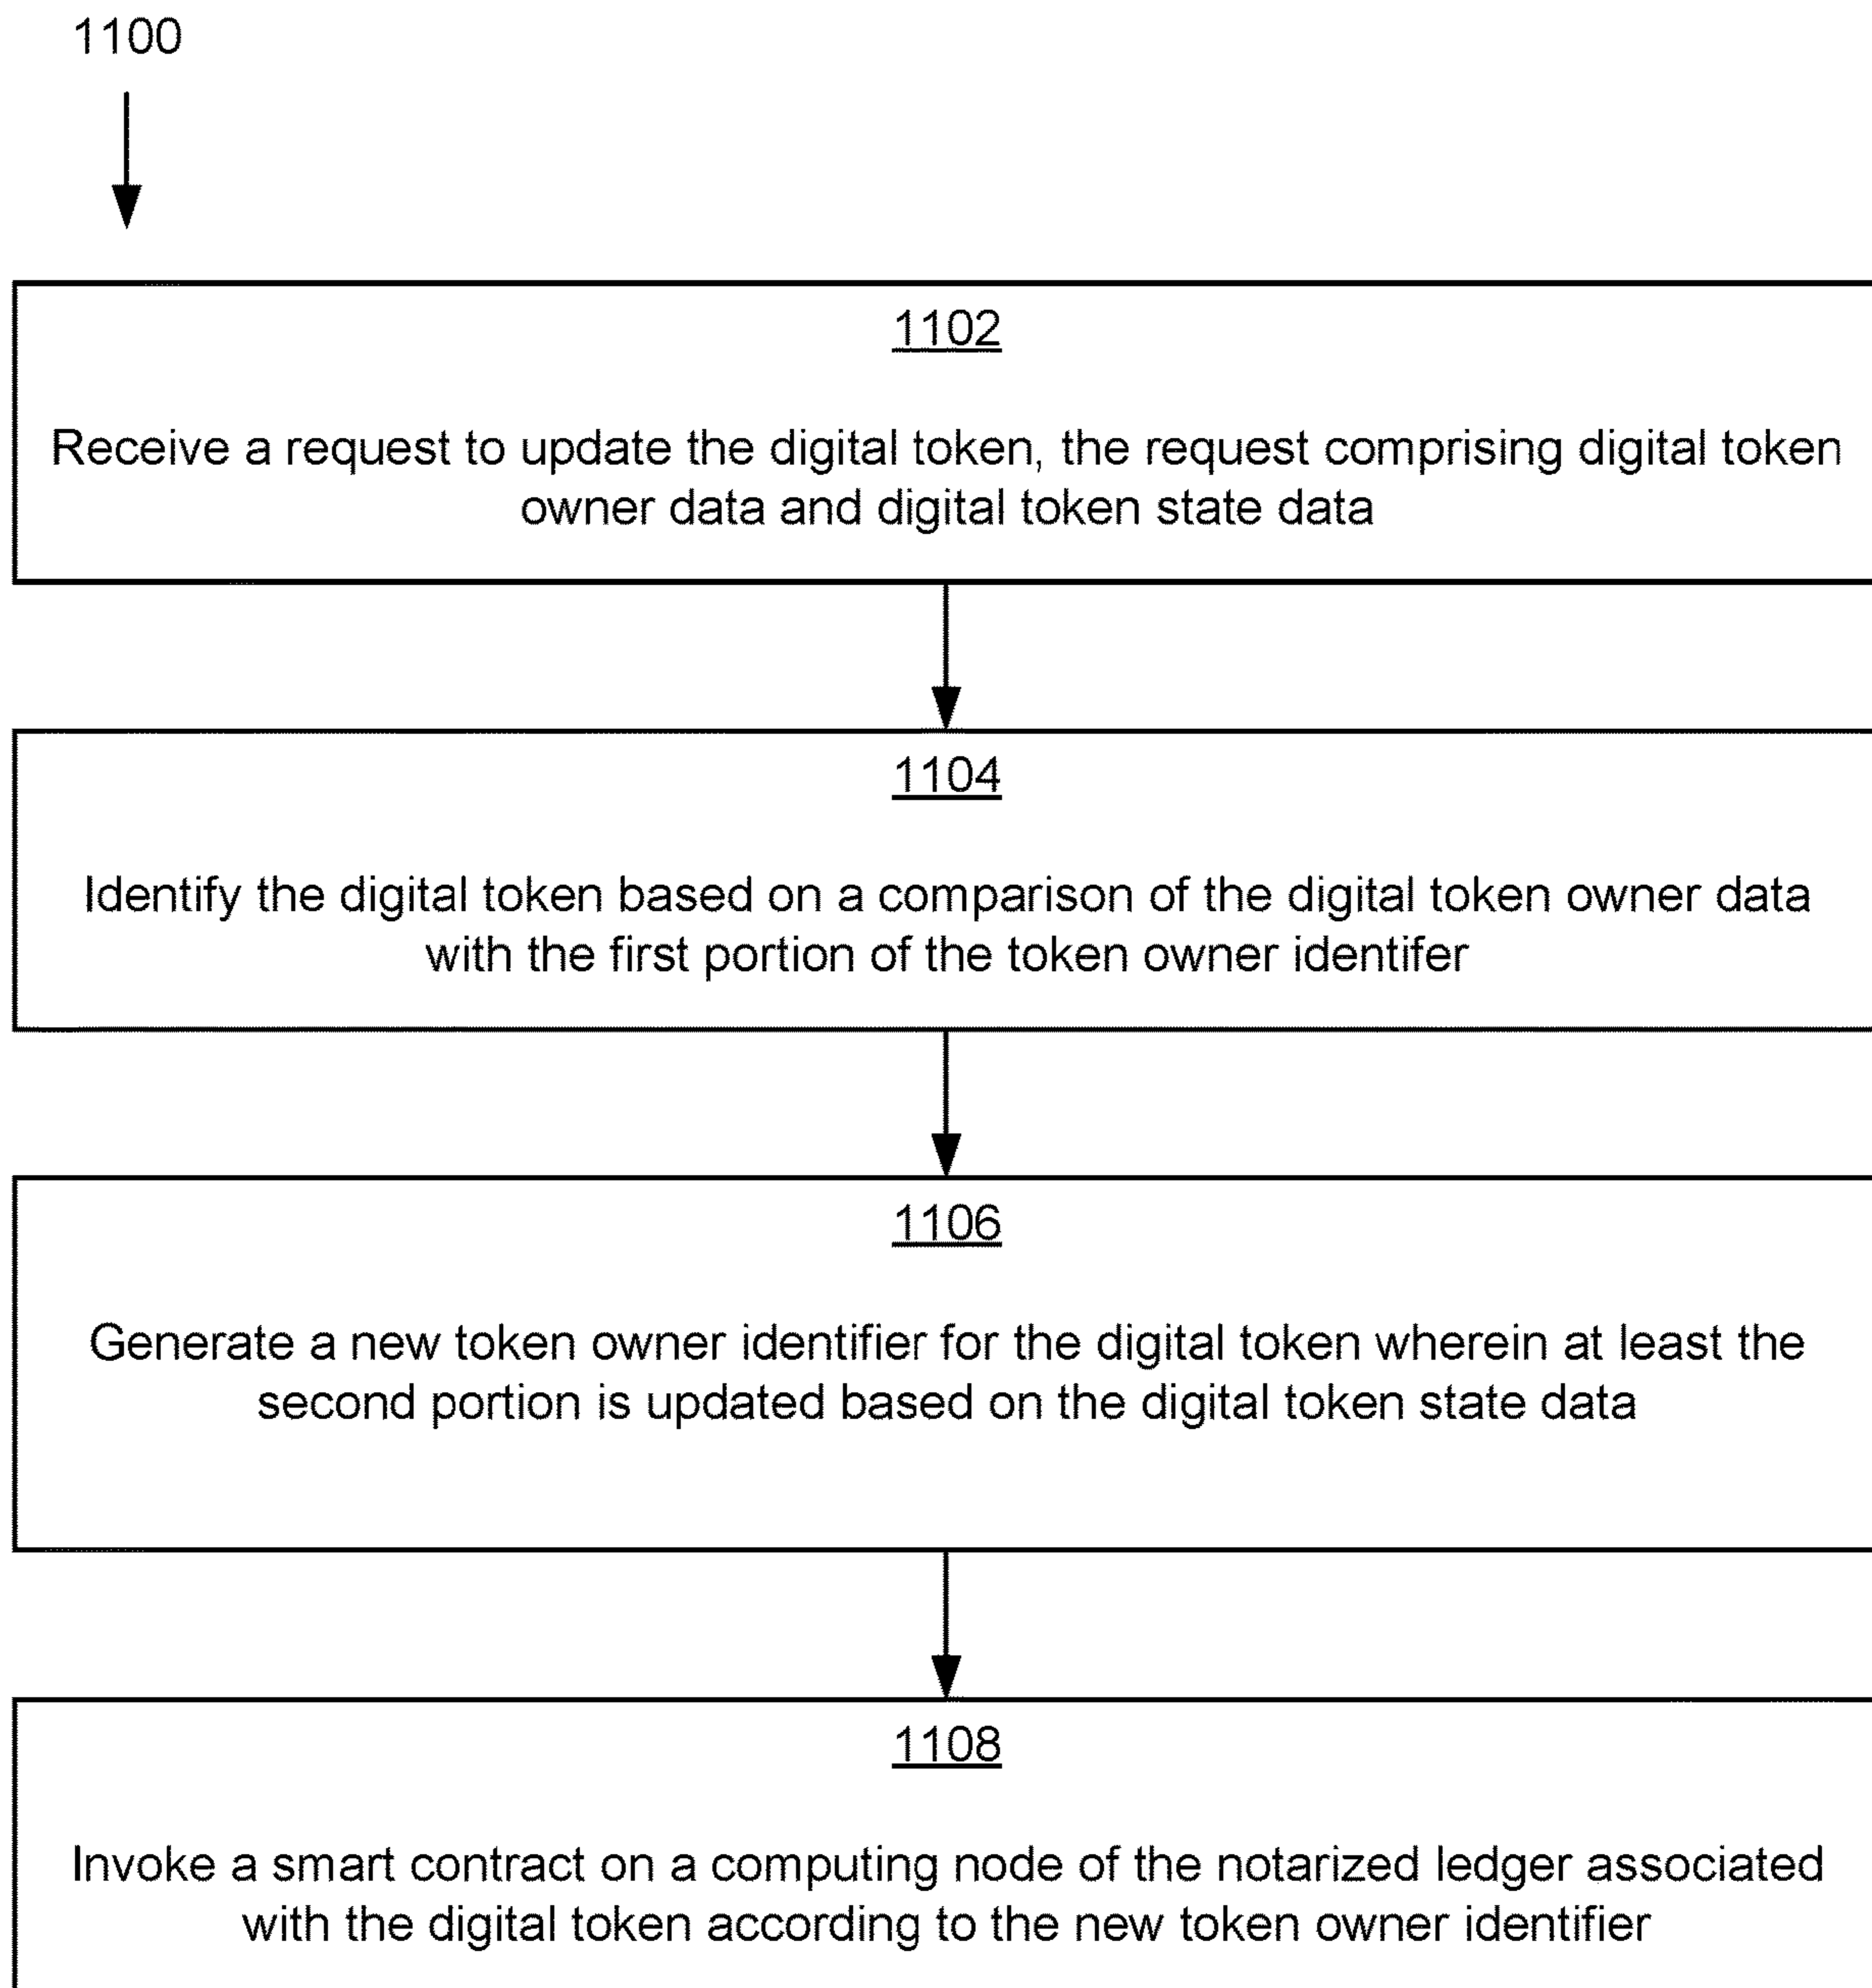 1100
1102
Receive a request to update the digital token, the request comprising digital token
owner data and digital token state data
1104
Identify the digital token based on a comparison of the digital token owner data
with the first portion of the token owner identifer
1106
Generate a new token owner identifier for the digital token wherein at least the
second portion is updated based on the digital token state data
1108
Invoke a smart contract on a computing node of the notarized ledger associated
with the digital token according to the new token owner identifier